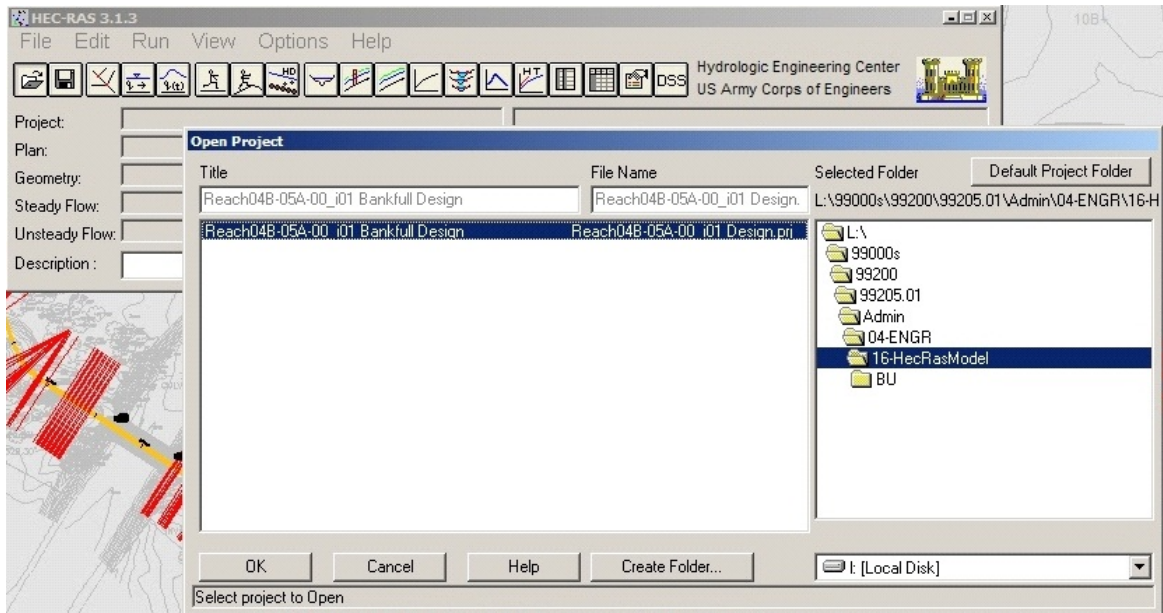 HEC-RAS 3.1.3
File Edit Run View Options Help
HD
HT
DSS
Hydrologic Engineering Center
US Army Corps of Engineers
10B
Project:
Plan:
Geometry:
Steady Flow:
Unsteady Flow:
Description :
Open Project
Title File Name Selected Folder Default Project Folder
Reach04B-05A-00_i01 Bankfull Design Reach04B-05A-00_i01 Design. L:\99000s\99200\99205.01\Admin\04-ENGR\16-H
Reach04B-05A-00_i01 Bankfull Design Reach04B-05A-00_i01 Design.prj
L:\
99000s
99200
99205.01
Admin
04-ENGR
16-HecRasModel
BU
OK Cancel Help Create Folder... l: [Local Disk]
Select project to Open